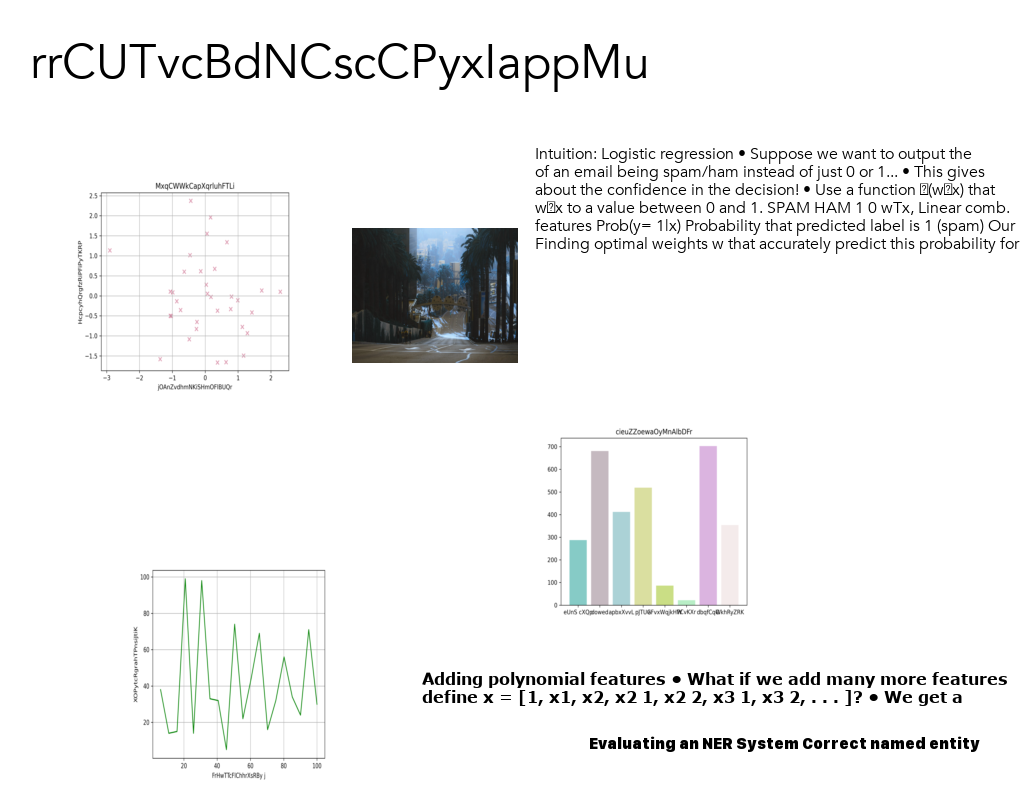 rrCUTvcBdNCscCPyxIappMu
Intuition: Logistic regression • Suppose we want to output the
of an email being spam/ham instead of just 0 or 1... • This gives
about the confidence in the decision! • Use a function (w x) that
w x to a value between 0 and 1. SPAM HAM 1 0 wTx, Linear comb.
features Prob(y= 1|x) Probability that predicted label is 1 (spam) Our
Finding optimal weights w that accurately predict this probability for
MxqCWWkCapXqrluhFTLi
2.5
2.0
1.5
1.0
0.5
0.0
−0.5
−1.0
−1.5
−3 −2 −1 0 1 2
cieuZZoewaOyMnAlbDFr
700
600
500
400
300
200
100
0
eUnS
100
80
60
40
20
20 40 60 80 100
Adding polynomial features • What if we add many more features
define x = [1, x1, x2, x2 1, x2 2, x3 1, x3 2, . . . ]? • We get a
Evaluating an NER System Correct named entity